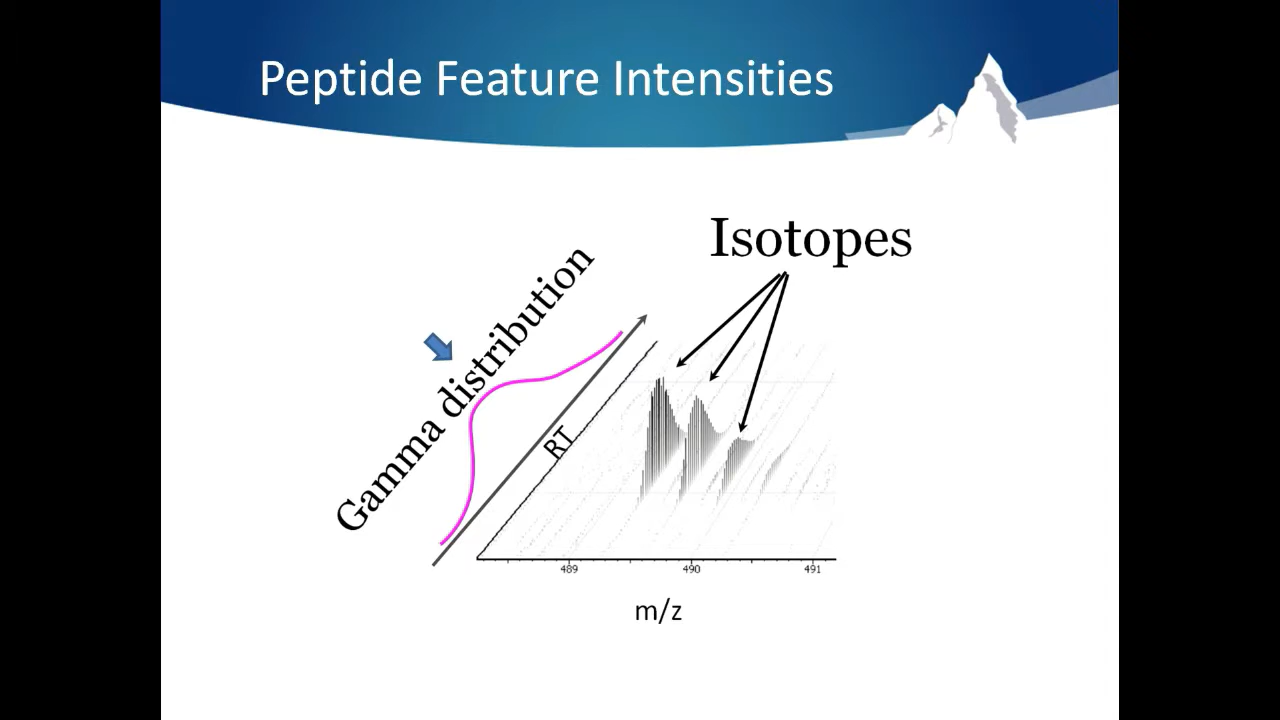 Peptide Feature Intensities
Isotopes
Gamma distribution
RT
489 490 491
m/z